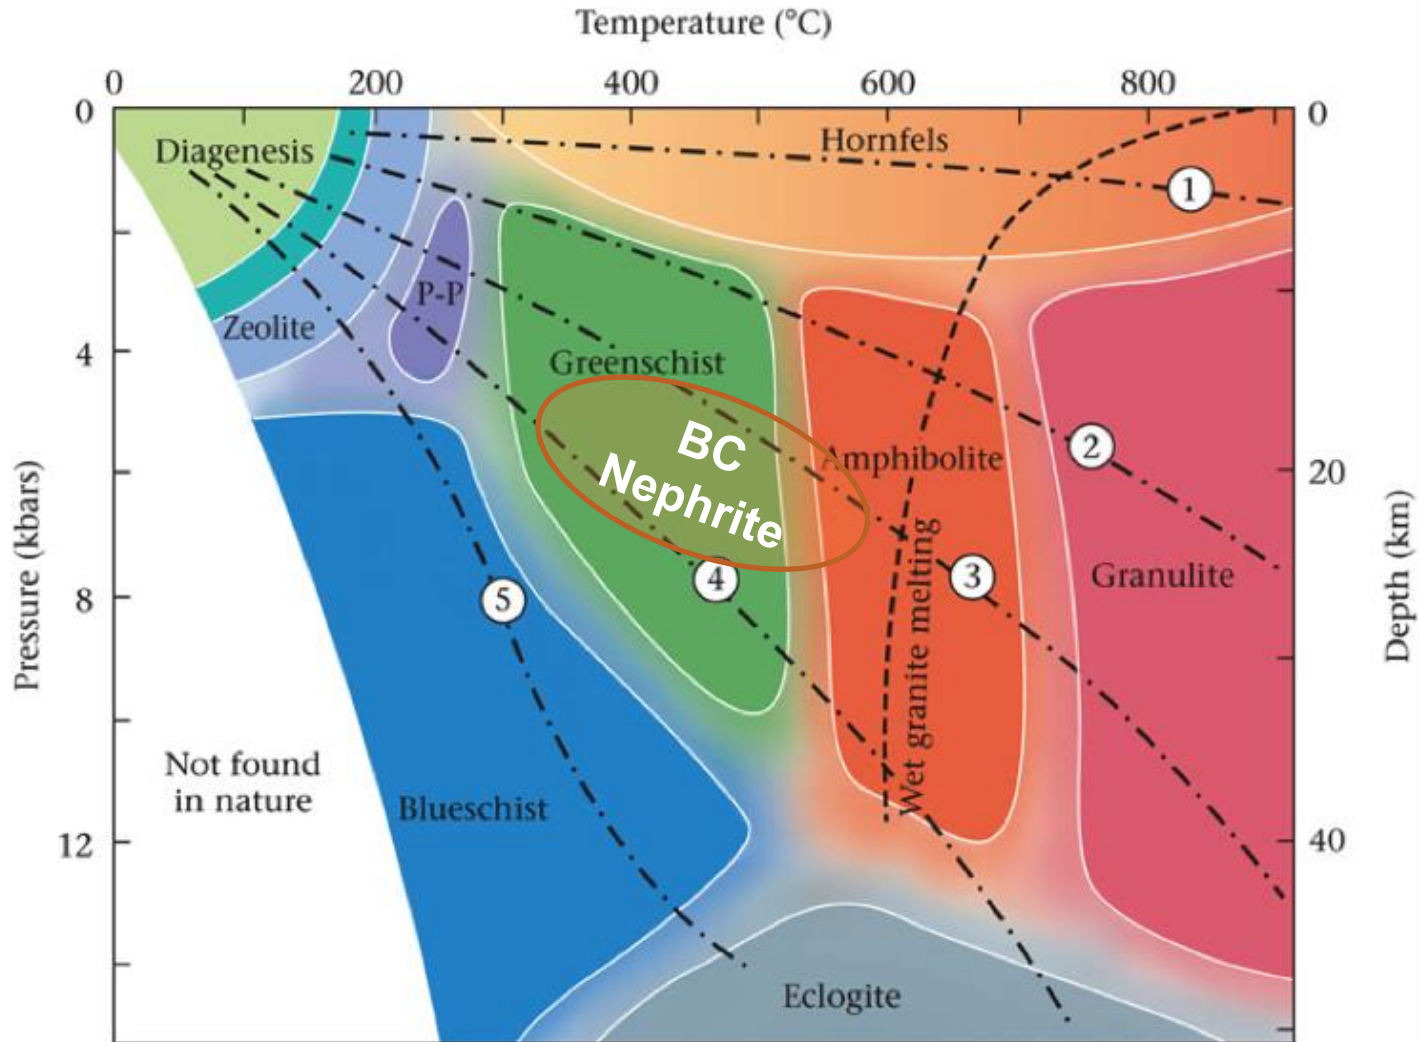 Temperature (°C)
0 200 400 600 800
0
4
8
12
Pressure (kbars)
0
20
40
Depth (km)
Diagenesis
Hornfels
1
Zeolite
P-P
Greenschist
BC
Nephrite
Amphibolite
2
Granulite
3
4
5
Wet granite melting
Not found
in nature
Blueschist
Eclogite